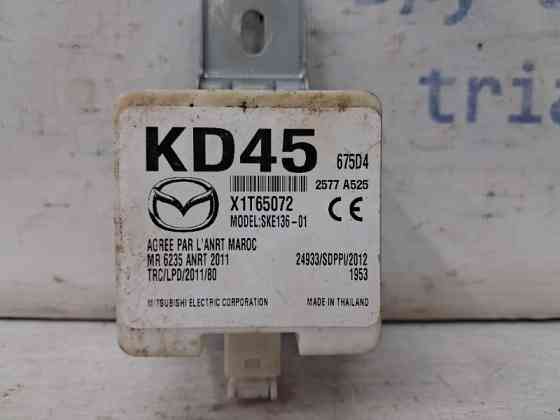 KD45 675D4
2577 A525
X1T65072
MODEL:SKE136-01
CE
AGREE PAR L'ANRT MAROC
MR 6235 ANRT 2011 24933/SDPPI/2012
TRC/LPD/2011/80 1953
MITSUBISHI ELECTRIC CORPORATION MADE IN THAILAND
tria